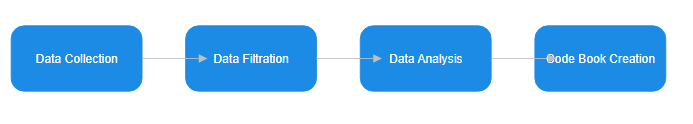 Data Collection
Data Filtration
Data Analysis
Code Book Creation